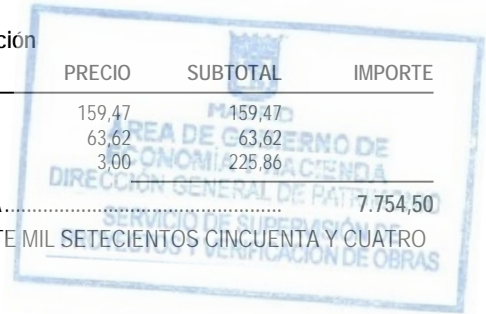 ción
PRECIO SUBTOTAL IMPORTE
159,47 159,47
63,62 63,62
3,00 225,86
A.................................................... 7.754,50
TE MIL SETECIENTOS CINCUENTA Y CUATRO
MADRID
ÁREA DE GOBIERNO DE
ECONOMÍA Y HACIENDA
DIRECCIÓN GENERAL DE PATRIMONIO
SERVICIO DE SUPERVISIÓN DE
PROYECTOS Y VERIFICACIÓN DE OBRAS